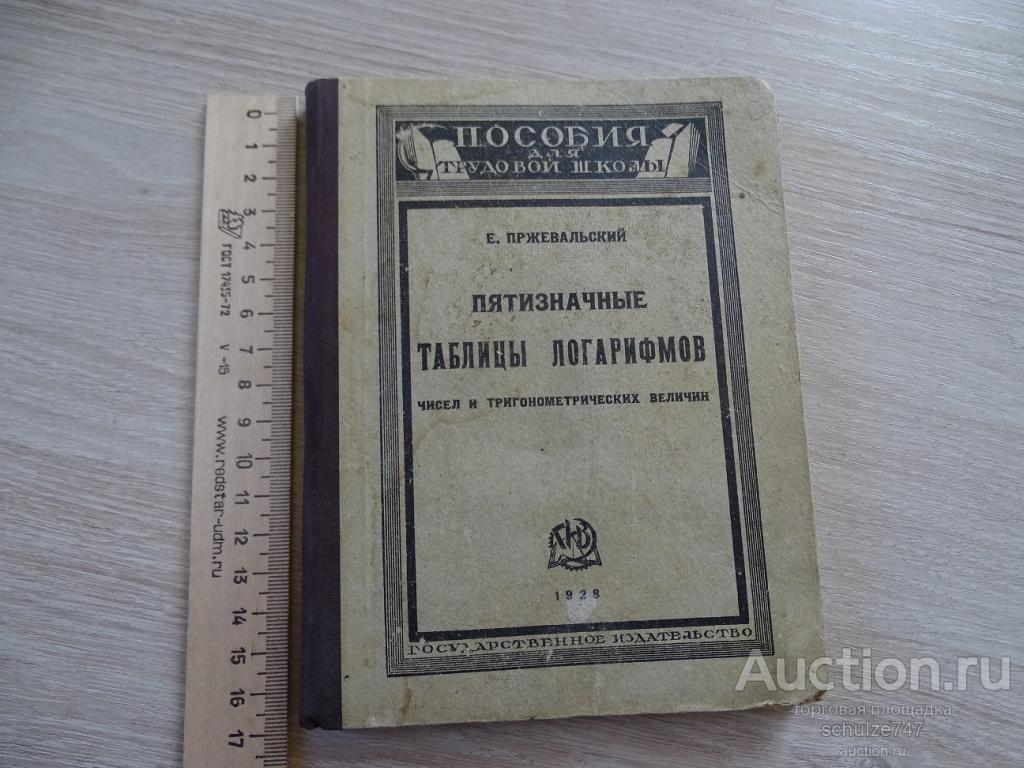 ПОСОБИЯ
ДЛЯ
ТРУДОВОЙ ШКОЛЫ
Е. ПРЖЕВАЛЬСКИЙ
ПЯТИЗНАЧНЫЕ
ТАБЛИЦЫ ЛОГАРИФМОВ
ЧИСЕЛ И ТРИГОНОМЕТРИЧЕСКИХ ВЕЛИЧИН
1928
ГОСУДАРСТВЕННОЕ ИЗДАТЕЛЬСТВО
0
1
2
3
4
5
6
7
8
9
10
11
12
13
14
15
16
17
ГОСТ 17435-72
www.redstar-udm.ru
Auction.ru
торговая площадка
schulze747
auction.ru